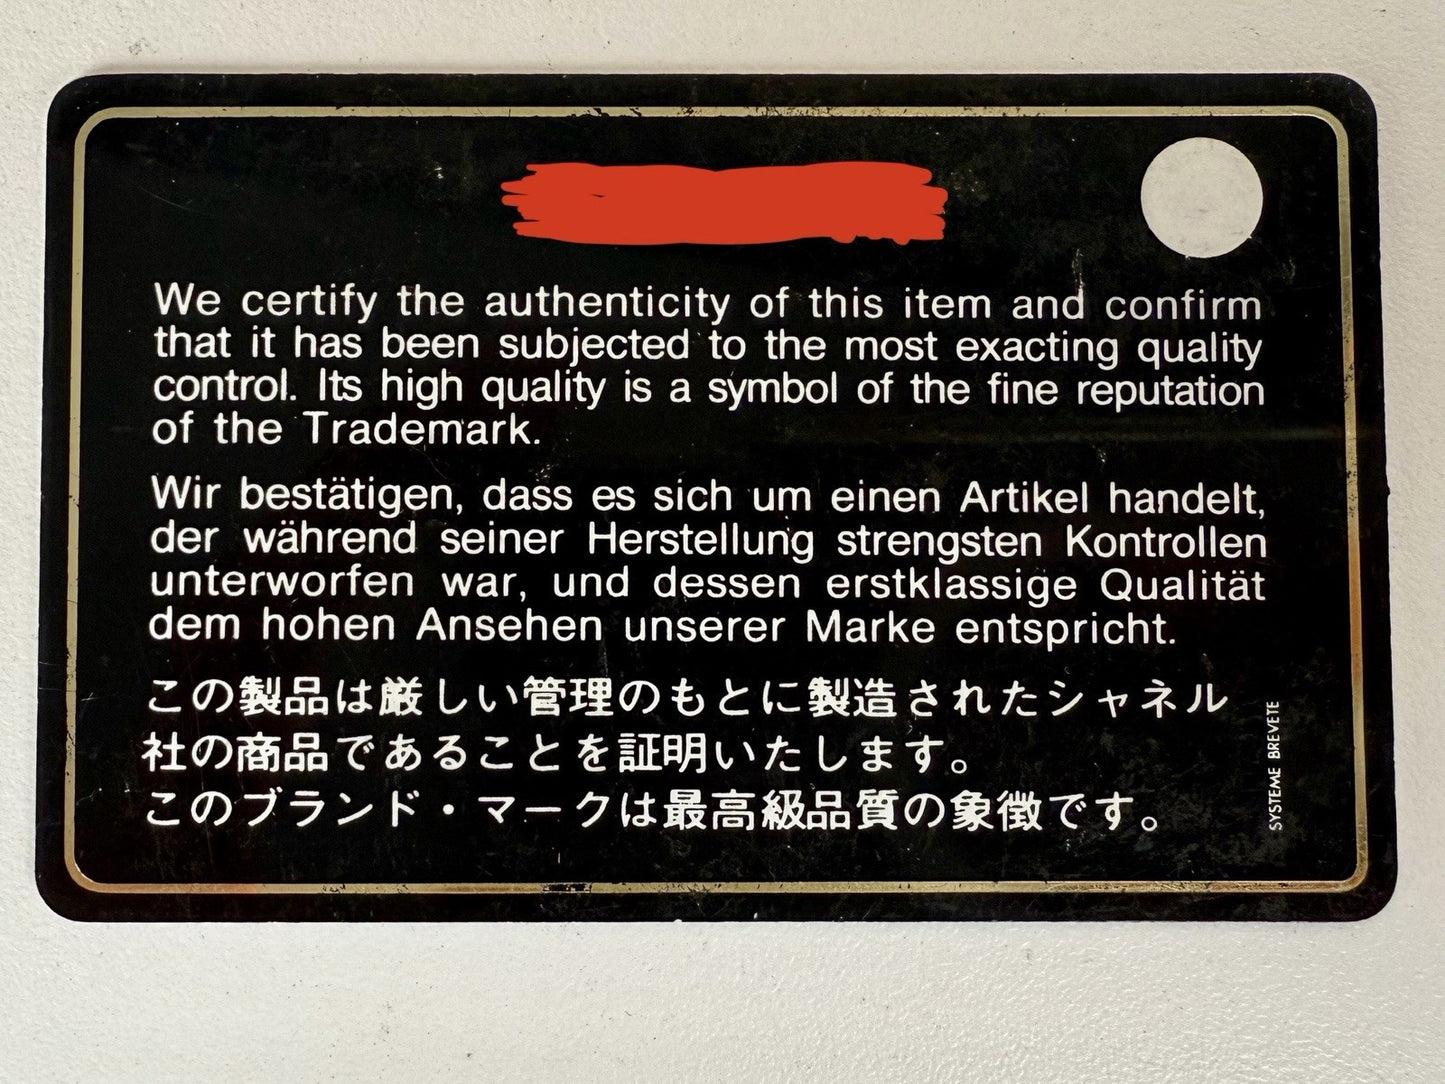 We certify the authenticity of this item and confirm
that it has been subjected to the most exacting quality
control. Its high quality is a symbol of the fine reputation
of the Trademark.
Wir bestätigen, dass es sich um einen Artikel handelt,
der während seiner Herstellung strengsten Kontrollen
unterworfen war, und dessen erstklassige Qualität
dem hohen Ansehen unserer Marke entspricht.
この製品は厳しい管理のもとに製造されたシャネル
社の商品であることを証明いたします。
このブランド・マークは最高級品質の象徴です。
SYSTEME BREVETE